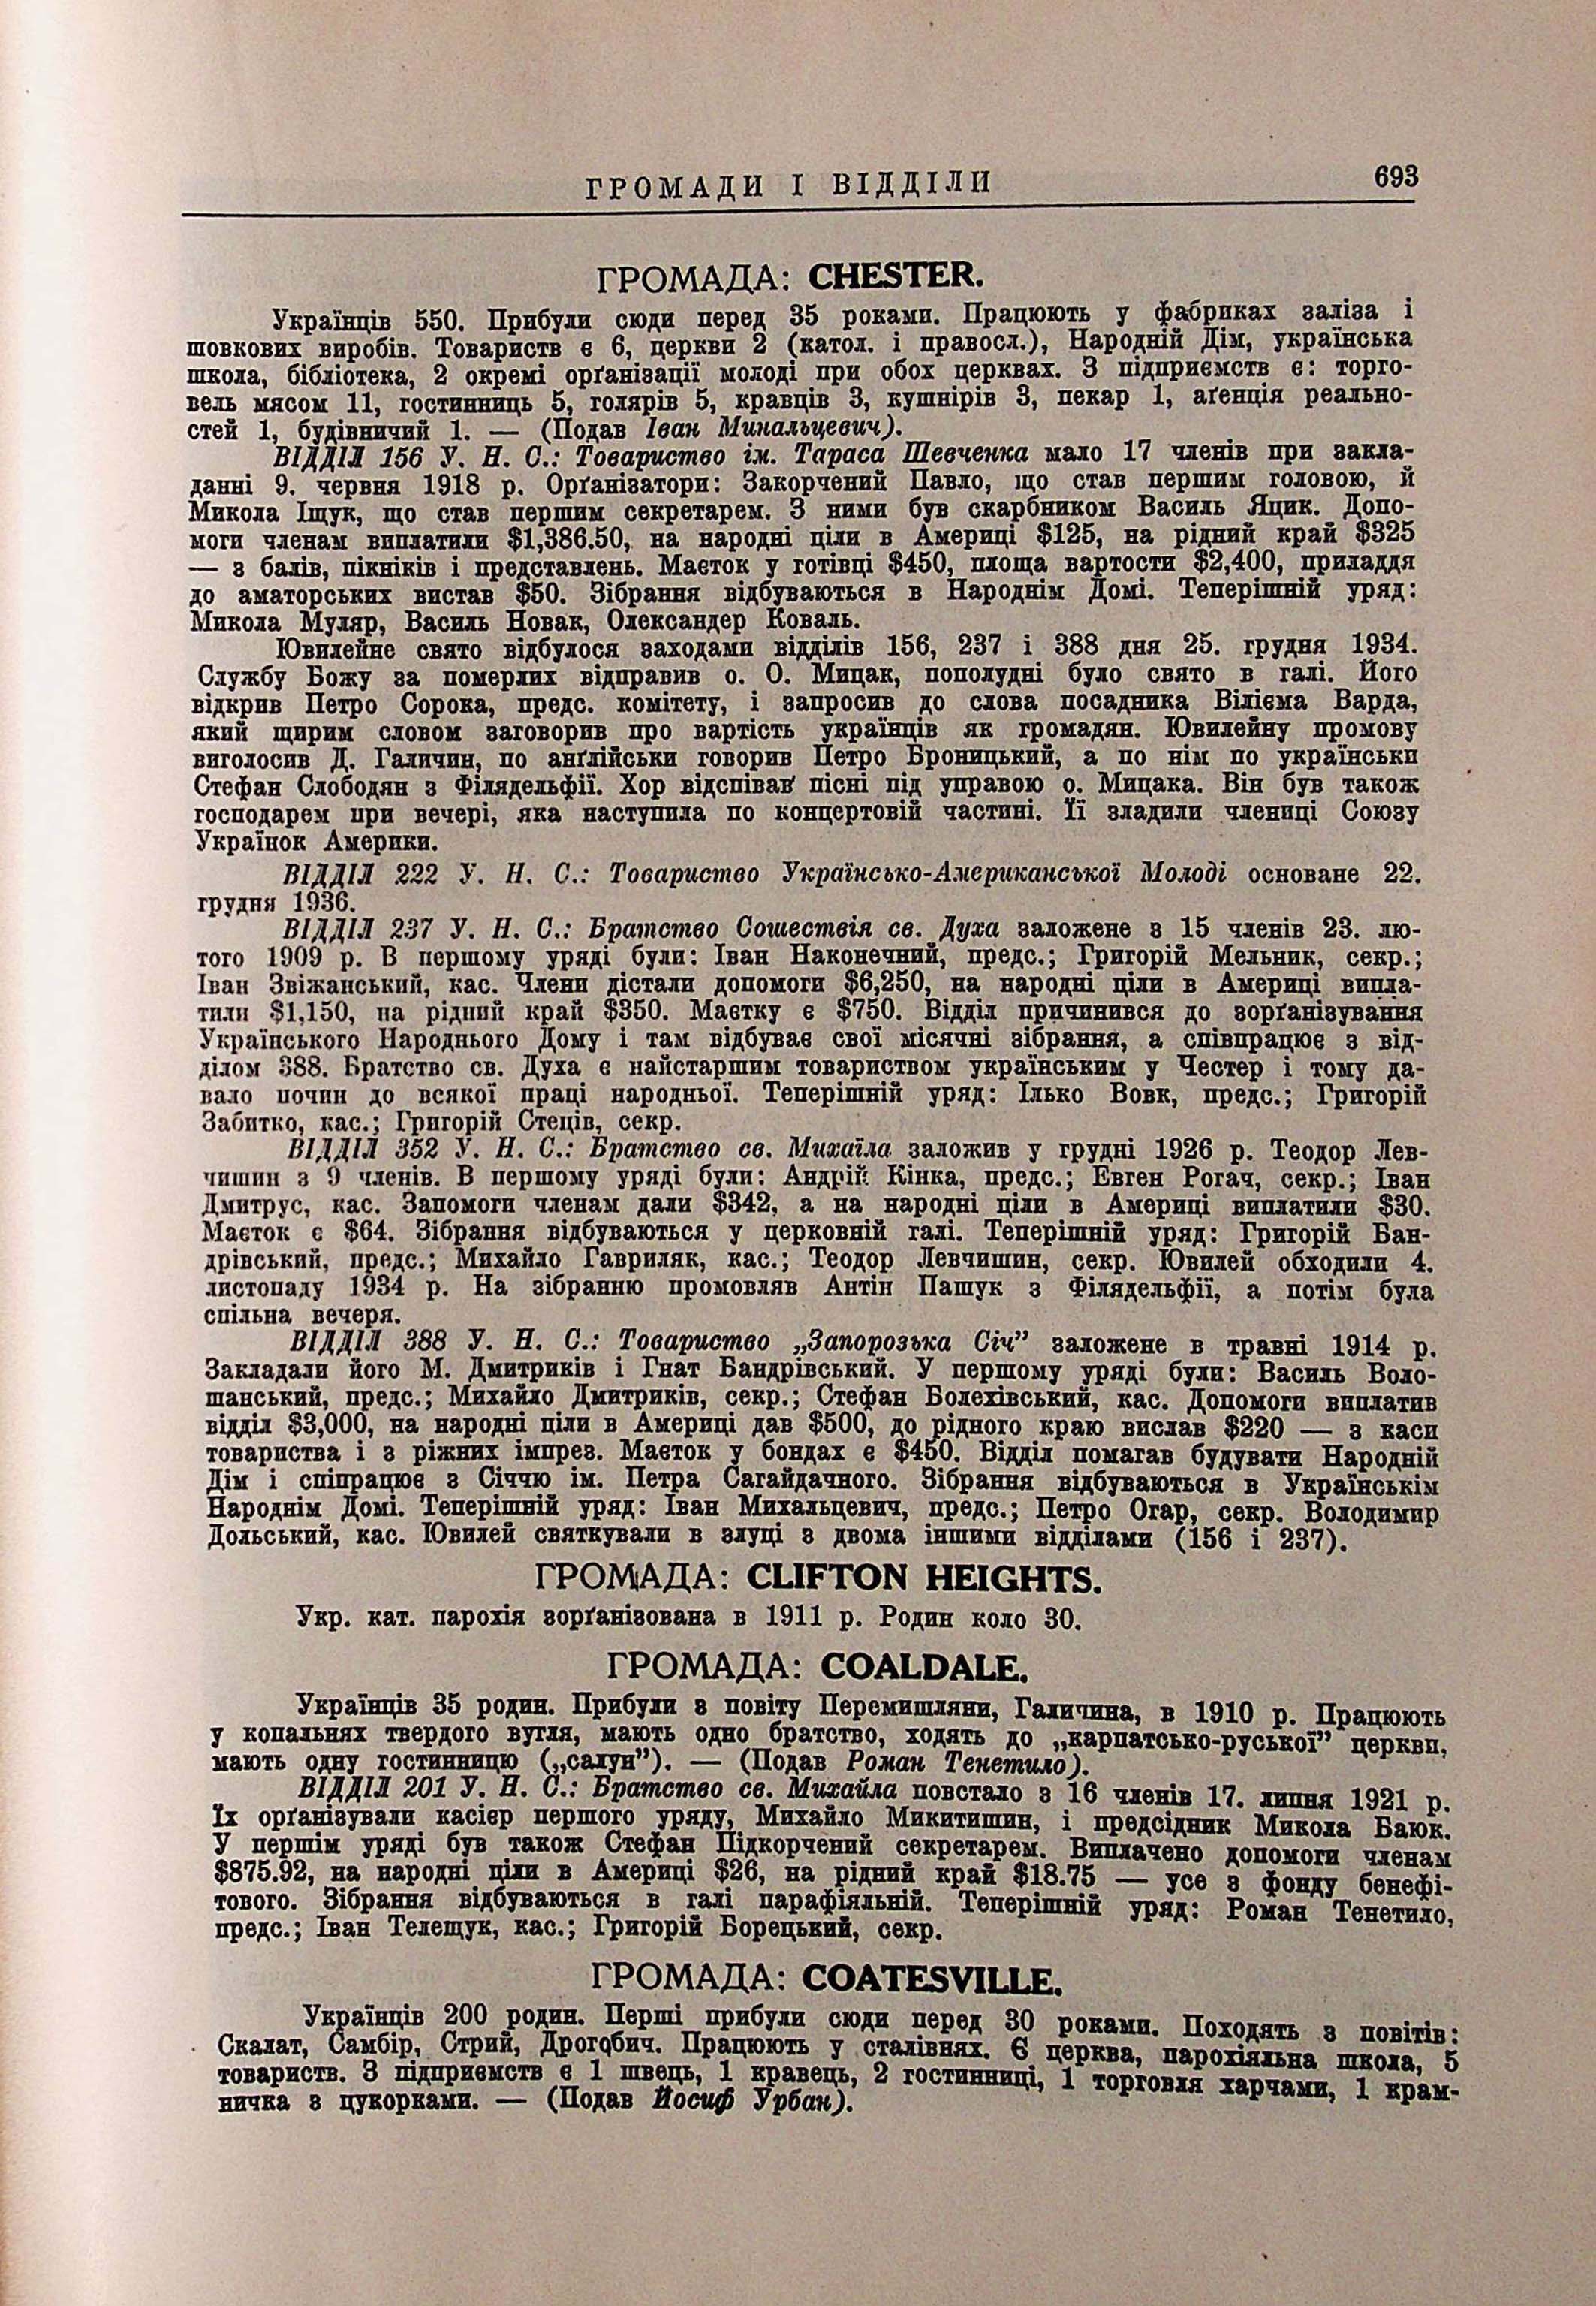 ГРОМАДИ І ВІДДІЛИ
693
ГРОМАДА: CHESTER.
Українців 550. Прибули сюди перед 35 роками. Працюють у фабриках заліза і
шовкових виробів. Товариств є 6, церкви 2 (катол. і правосл.), Народній Дім, українська
школа, бібліотека, 2 окремі орґанізації молоді при обох церквах. З підприємств є: торго-
вель мясом 11, гостинниць 5, голярів 5, кравців 3, кушнірів 3, пекар 1, аґенція реально-
стей 1, будівничий 1. — (Подав Іван Михальцевич).
ВІДДІЛ 156 У. Н. С.: Товариство ім. Тараса Шевченка мало 17 членів при закла-
данні 9. червня 1918 р. Орґанізатори: Закорчений Павло, що став першим головою, й
Микола Іщук, що став першим секретарем. З ними був скарбником Василь Яцик. Допо-
моги членам виплатили $1,386.50, на народні ціли в Америці $125, на рідний край $325
— з балів, пікніків і представлень. Маєток у готівці $450, площа вартости $2,400, приладдя
до аматорських вистав $50. Зібрання відбуваються в Народнім Домі. Теперішній уряд:
Микола Муляр, Василь Новак, Олександер Коваль.
Ювилейне свято відбулося заходами відділів 156, 237 і 388 дня 25. грудня 1934.
Службу Божу за померлих відправив о. О. Мицак, пополудні було свято в галі. Його
відкрив Петро Сорока, предс. комітету, і запросив до слова посадника Вілієма Варда,
який щирим словом заговорив про вартість українців як громадян. Ювилейну промову
виголосив Д. Галичин, по анґлійськи говорив Петро Броницький, а по нім по українськи
Стефан Слободян з Філядельфії. Хор відспівав пісні під управою о. Мицака. Він був також
господарем при вечері, яка наступила по концертовій частині. Її зладили члениці Союзу
Українок Америки.
ВІДДІЛ 222 У. Н. С.: Товариство Українсько-Американської Молоді основане 22.
грудня 1936.
ВІДДІЛ 237 У. Н. С.: Братство Сошествія св. Духа заложене з 15 членів 23. лю-
того 1909 р. В першому уряді були: Іван Наконечний, предс.; Григорій Мельник, секр.;
Іван Звіжанський, кас. Члени дістали допомоги $6,250, на народні ціли в Америці випла-
тили $1,150, на рідний край $350. Маєтку є $750. Відділ причинився до зорґанізування
Українського Народнього Дому і там відбуває свої місячні зібрання, а співпрацює з від-
ділом 388. Братство св. Духа є найстаршим товариством українським у Честер і тому да-
вало почин до всякої праці народньої. Теперішній уряд: Ілько Вовк, предс.; Григорій
Забитко, кас.; Григорій Стеців, секр.
ВІДДІЛ 352 У. Н. С.: Братство св. Михаїла заложив у грудні 1926 р. Теодор Лев-
чишин з 9 членів. В першому уряді були: Андрій Кінка, предс.; Евген Рогач, секр.; Іван
Дмитрус, кас. Запомоги членам дали $342, а на народні ціли в Америці виплатили $30.
Маєток є $64. Зібрання відбуваються у церковній галі. Теперішній уряд: Григорій Бан-
дрівський, предс.; Михайло Гавриляк, кас.; Теодор Левчишин, секр. Ювилей обходили 4.
листопаду 1934 р. На зібранню промовляв Антін Пашук з Філядельфії, а потім була
спільна вечеря.
ВІДДІЛ 388 У. Н. С.: Товариство „Запорозька Січ” заложене в травні 1914 р.
Закладали його М. Дмитриків і Гнат Бандрівський. У першому уряді були: Василь Воло-
шанський, предс.; Михайло Дмитриків, секр.; Стефан Болехівський, кас. Допомоги виплатив
відділ $3,000, на народні ціли в Америці дав $500, до рідного краю вислав $220 — з каси
товариства і з ріжних імпрез. Маєток у бондах є $450. Відділ помагав будувати Народній
Дім і спіпрацює з Січчю ім. Петра Сагайдачного. Зібрання відбуваються в Українськім
Народнім Домі. Теперішній уряд: Іван Михальцевич, предс.; Петро Огар, секр. Володимир
Дольський, кас. Ювилей святкували в злуці з двома іншими відділами (156 і 237).
ГРОМАДА: CLIFTON HEIGHTS.
Укр. кат. парохія зорґанізована в 1911 р. Родин коло 30.
ГРОМАДА: COALDALE.
Українців 35 родин. Прибули з повіту Перемишляни, Галичина, в 1910 р. Працюють
у копальнях твердого вугля, мають одно братство, ходять до „карпатсько-руської” церкви,
мають одну гостинницю („салун”). — (Подав Роман Тенетило).
ВІДДІЛ 201 У. Н. С.: Братство св. Михайла повстало з 16 членів 17. липня 1921 р.
Їх орґанізували касієр першого уряду, Михайло Микитишин, і предсідник Микола Баюк.
У першім уряді був також Стефан Підкорчений секретарем. Виплачено допомоги членам
$875.92, на народні ціли в Америці $26, на рідний край $18.75 — усе з фонду бенефі-
тового. Зібрання відбуваються в галі парафіяльній. Теперішній уряд: Роман Тенетило,
предс.; Іван Телещук, кас.; Григорій Борецький, секр.
ГРОМАДА: COATESVILLE.
Українців 200 родин. Перші прибули сюди перед 30 роками. Походять з повітів:
Скалат, Самбір, Стрий, Дрогобич. Працюють у сталівнях. Є церква, парохіяльна школа, 5
товариств. З підприємств є 1 швець, 1 кравець, 2 гостинниці, 1 торговля харчами, 1 крам-
ничка з цукорками. — (Подав Йосиф Урбан).